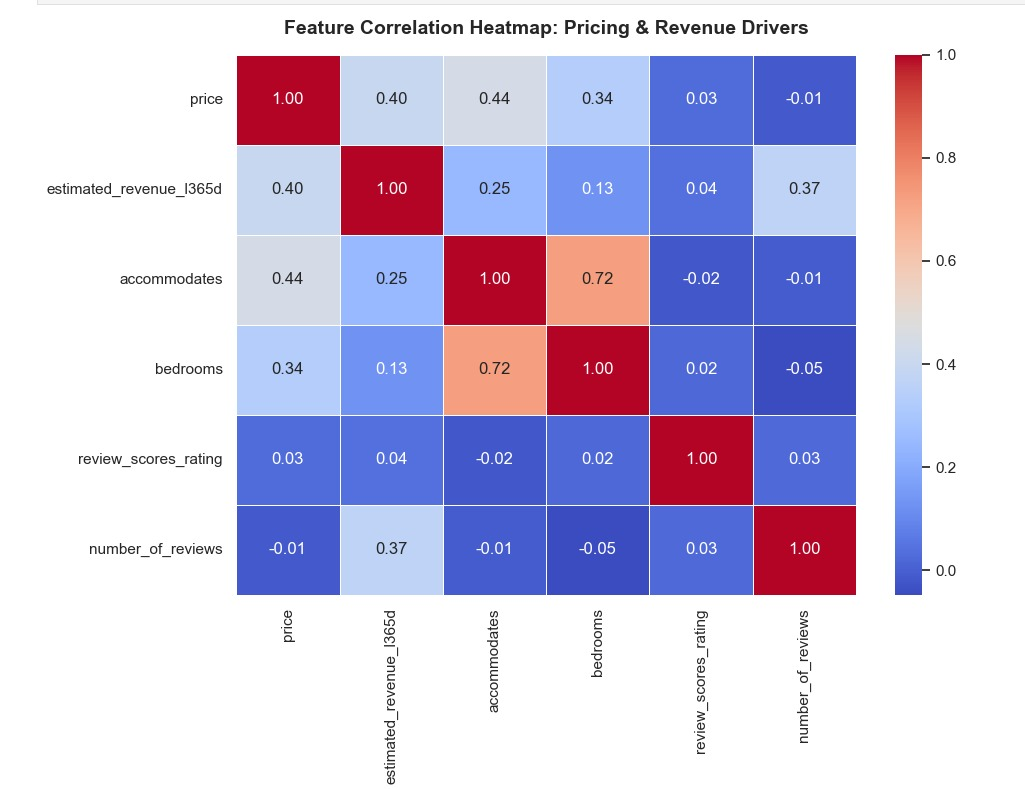 Feature Correlation Heatmap: Pricing & Revenue Drivers
price 1.00 0.40 0.44 0.34 0.03 -0.01
estimated_revenue_l365d 0.40 1.00 0.25 0.13 0.04 0.37
accommodates 0.44 0.25 1.00 0.72 -0.02 -0.01
bedrooms 0.34 0.13 0.72 1.00 0.02 -0.05
review_scores_rating 0.03 0.04 -0.02 0.02 1.00 0.03
number_of_reviews -0.01 0.37 -0.01 -0.05 0.03 1.00
price
estimated_revenue_l365d
accommodates
bedrooms
review_scores_rating
number_of_reviews
1.0
0.8
0.6
0.4
0.2
0.0